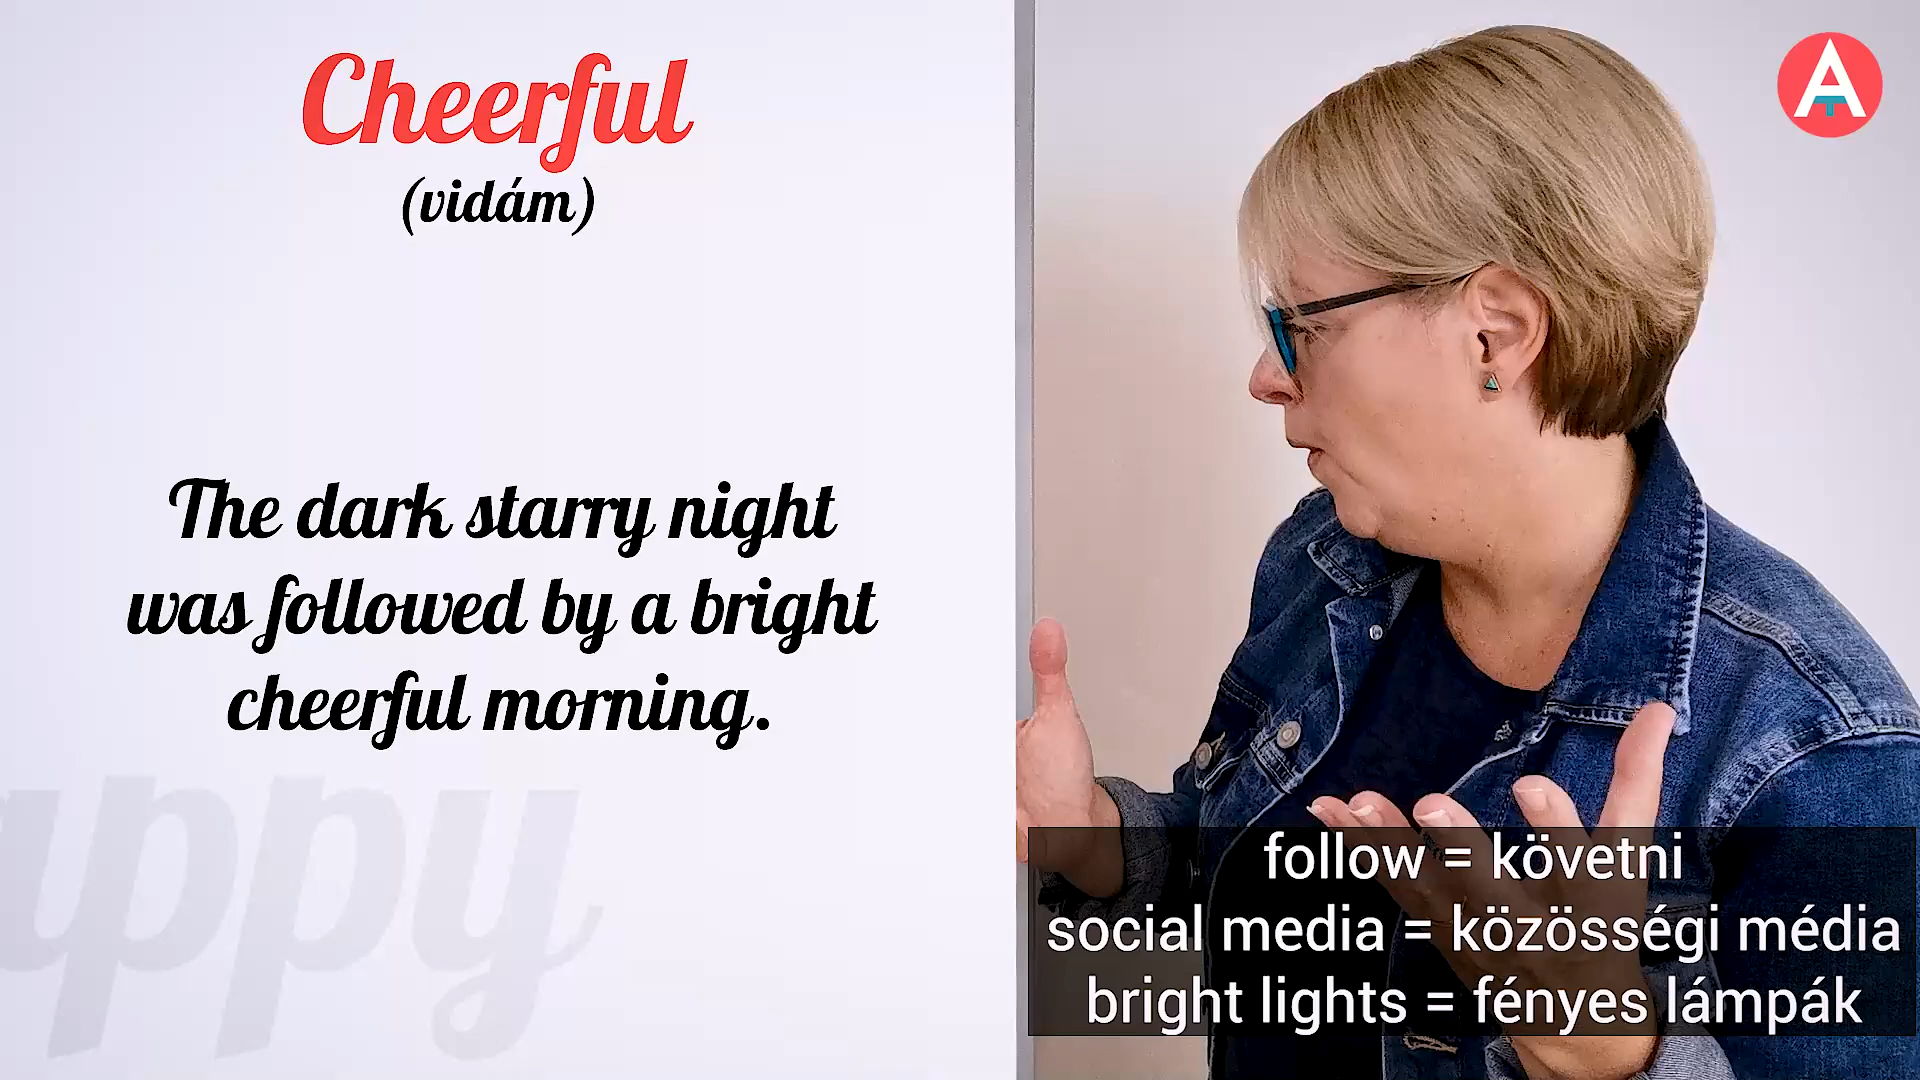 Cheerful
(vidám)
The dark starry night
was followed by a bright
cheerful morning.
appy
follow = követni
social media = közösségi média
bright lights = fényes lámpák